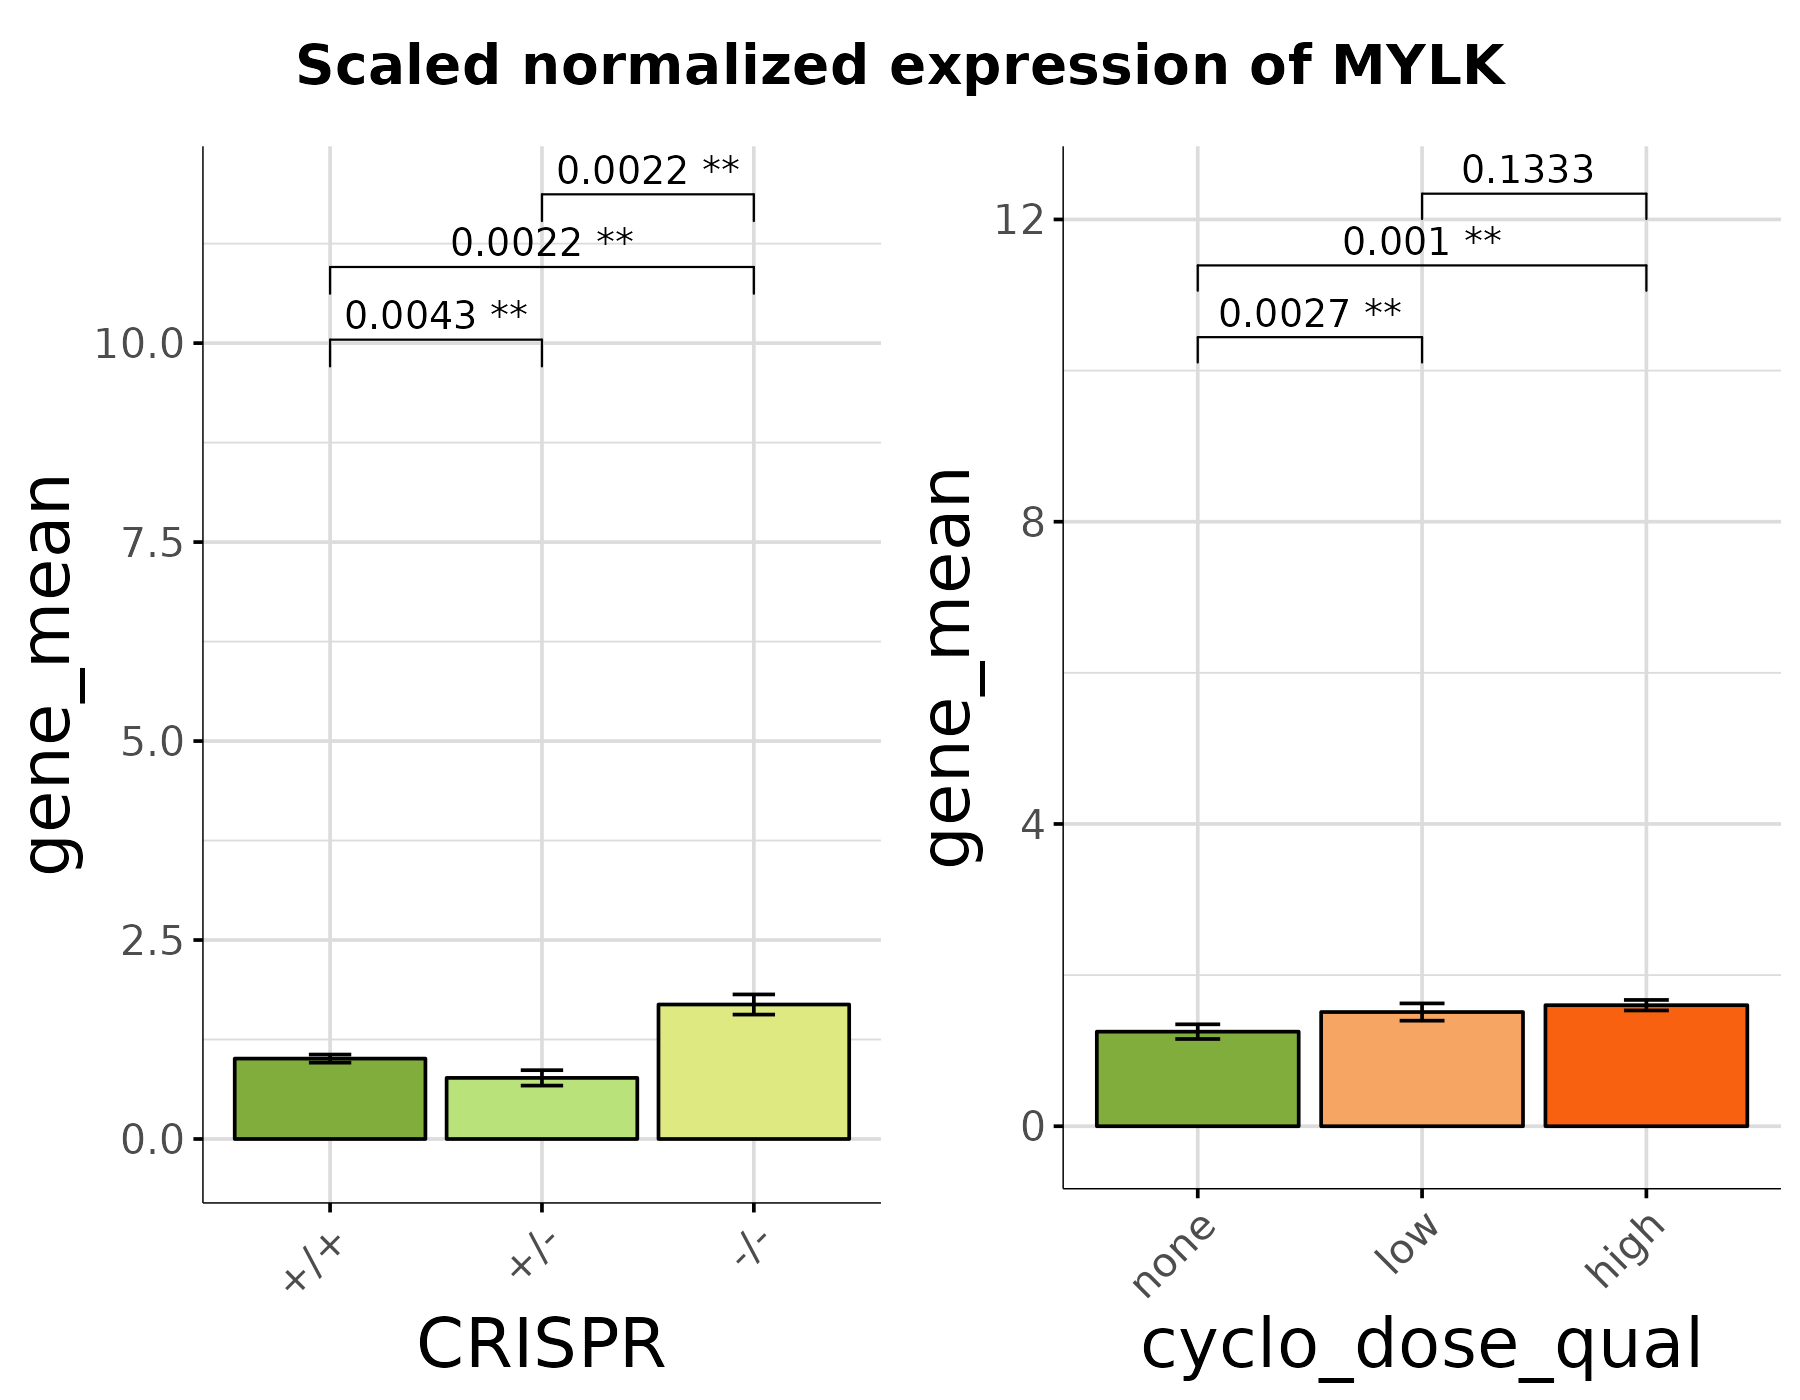 Scaled normalized expression of MYLK
gene_mean
10.0
7.5
5.0
2.5
0.0
0.0022 **
0.0022 **
0.0043 **
+/+
+/-
-/-
CRISPR
gene_mean
12
8
4
0
0.1333
0.001 **
0.0027 **
none
low
high
cyclo_dose_qual